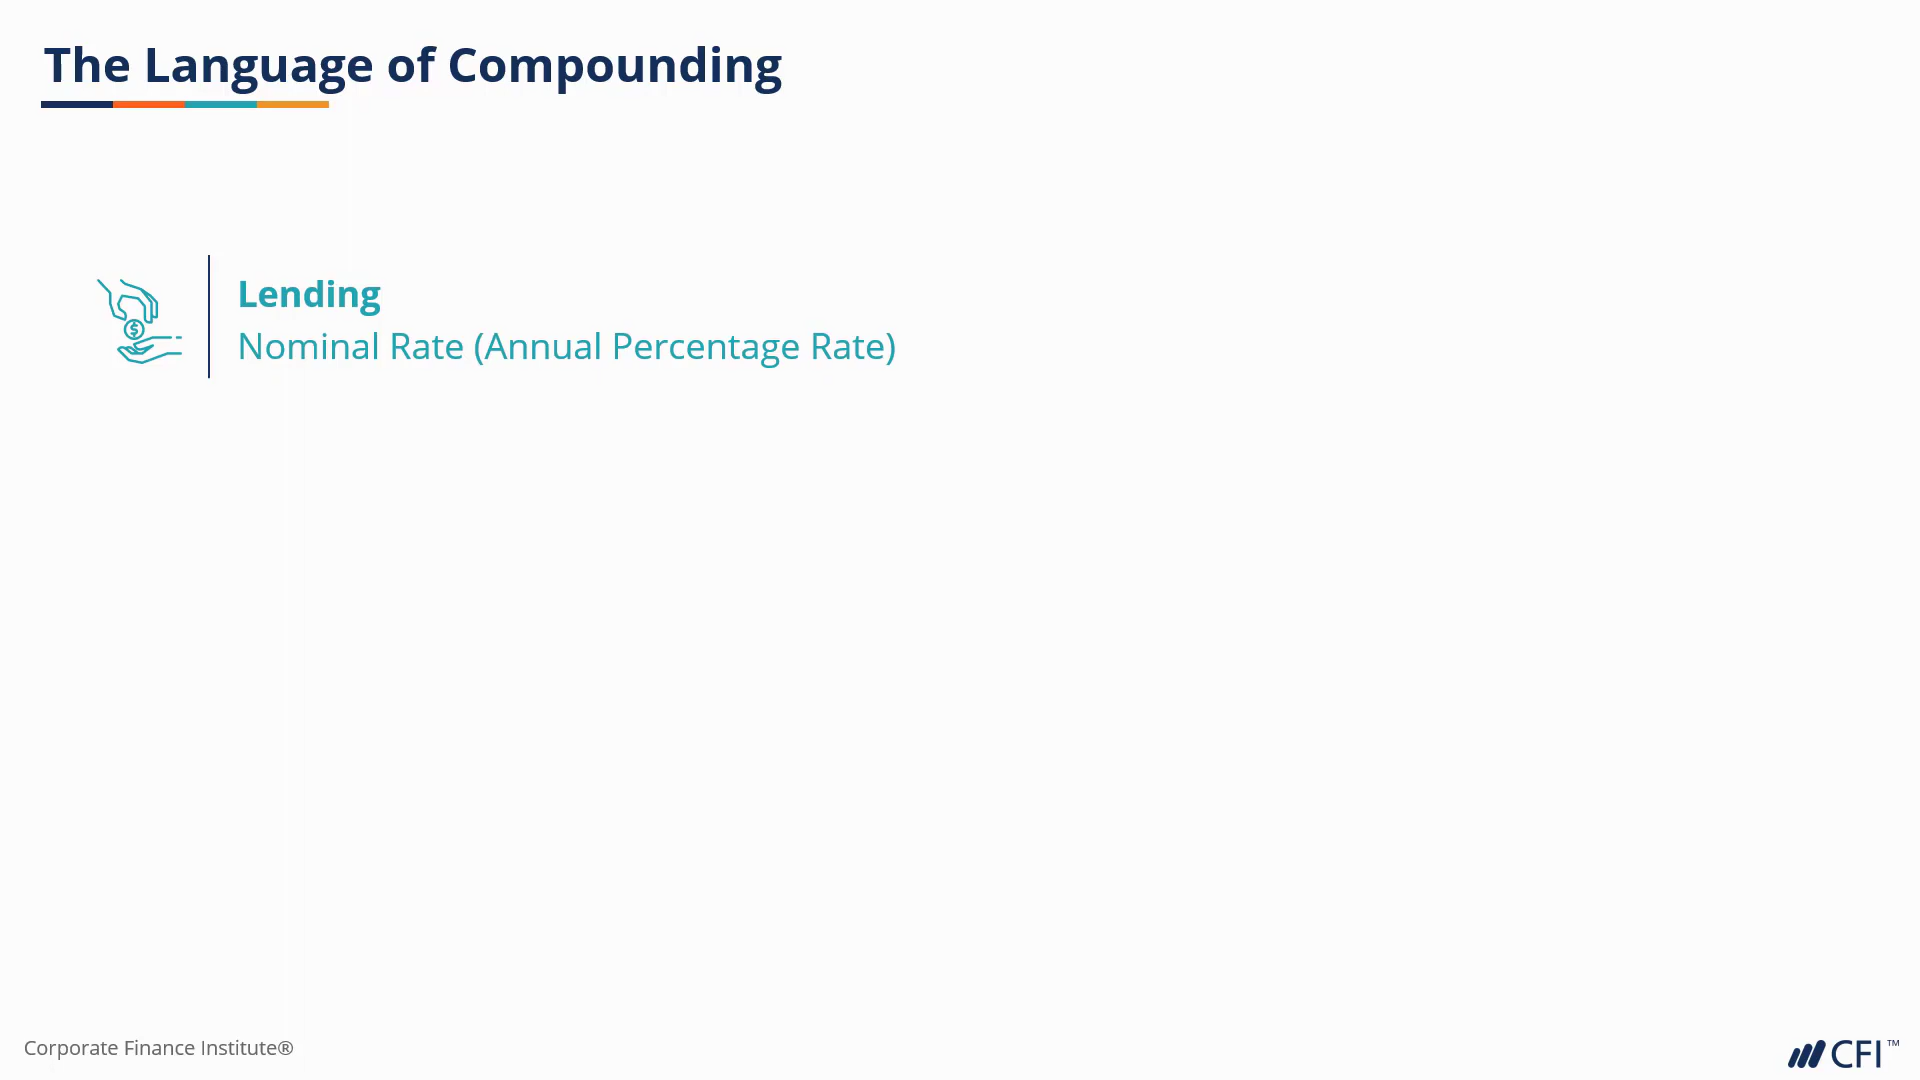 The Language of Compounding
Lending
Nominal Rate (Annual Percentage Rate)
$
Corporate Finance Institute®
CFI™